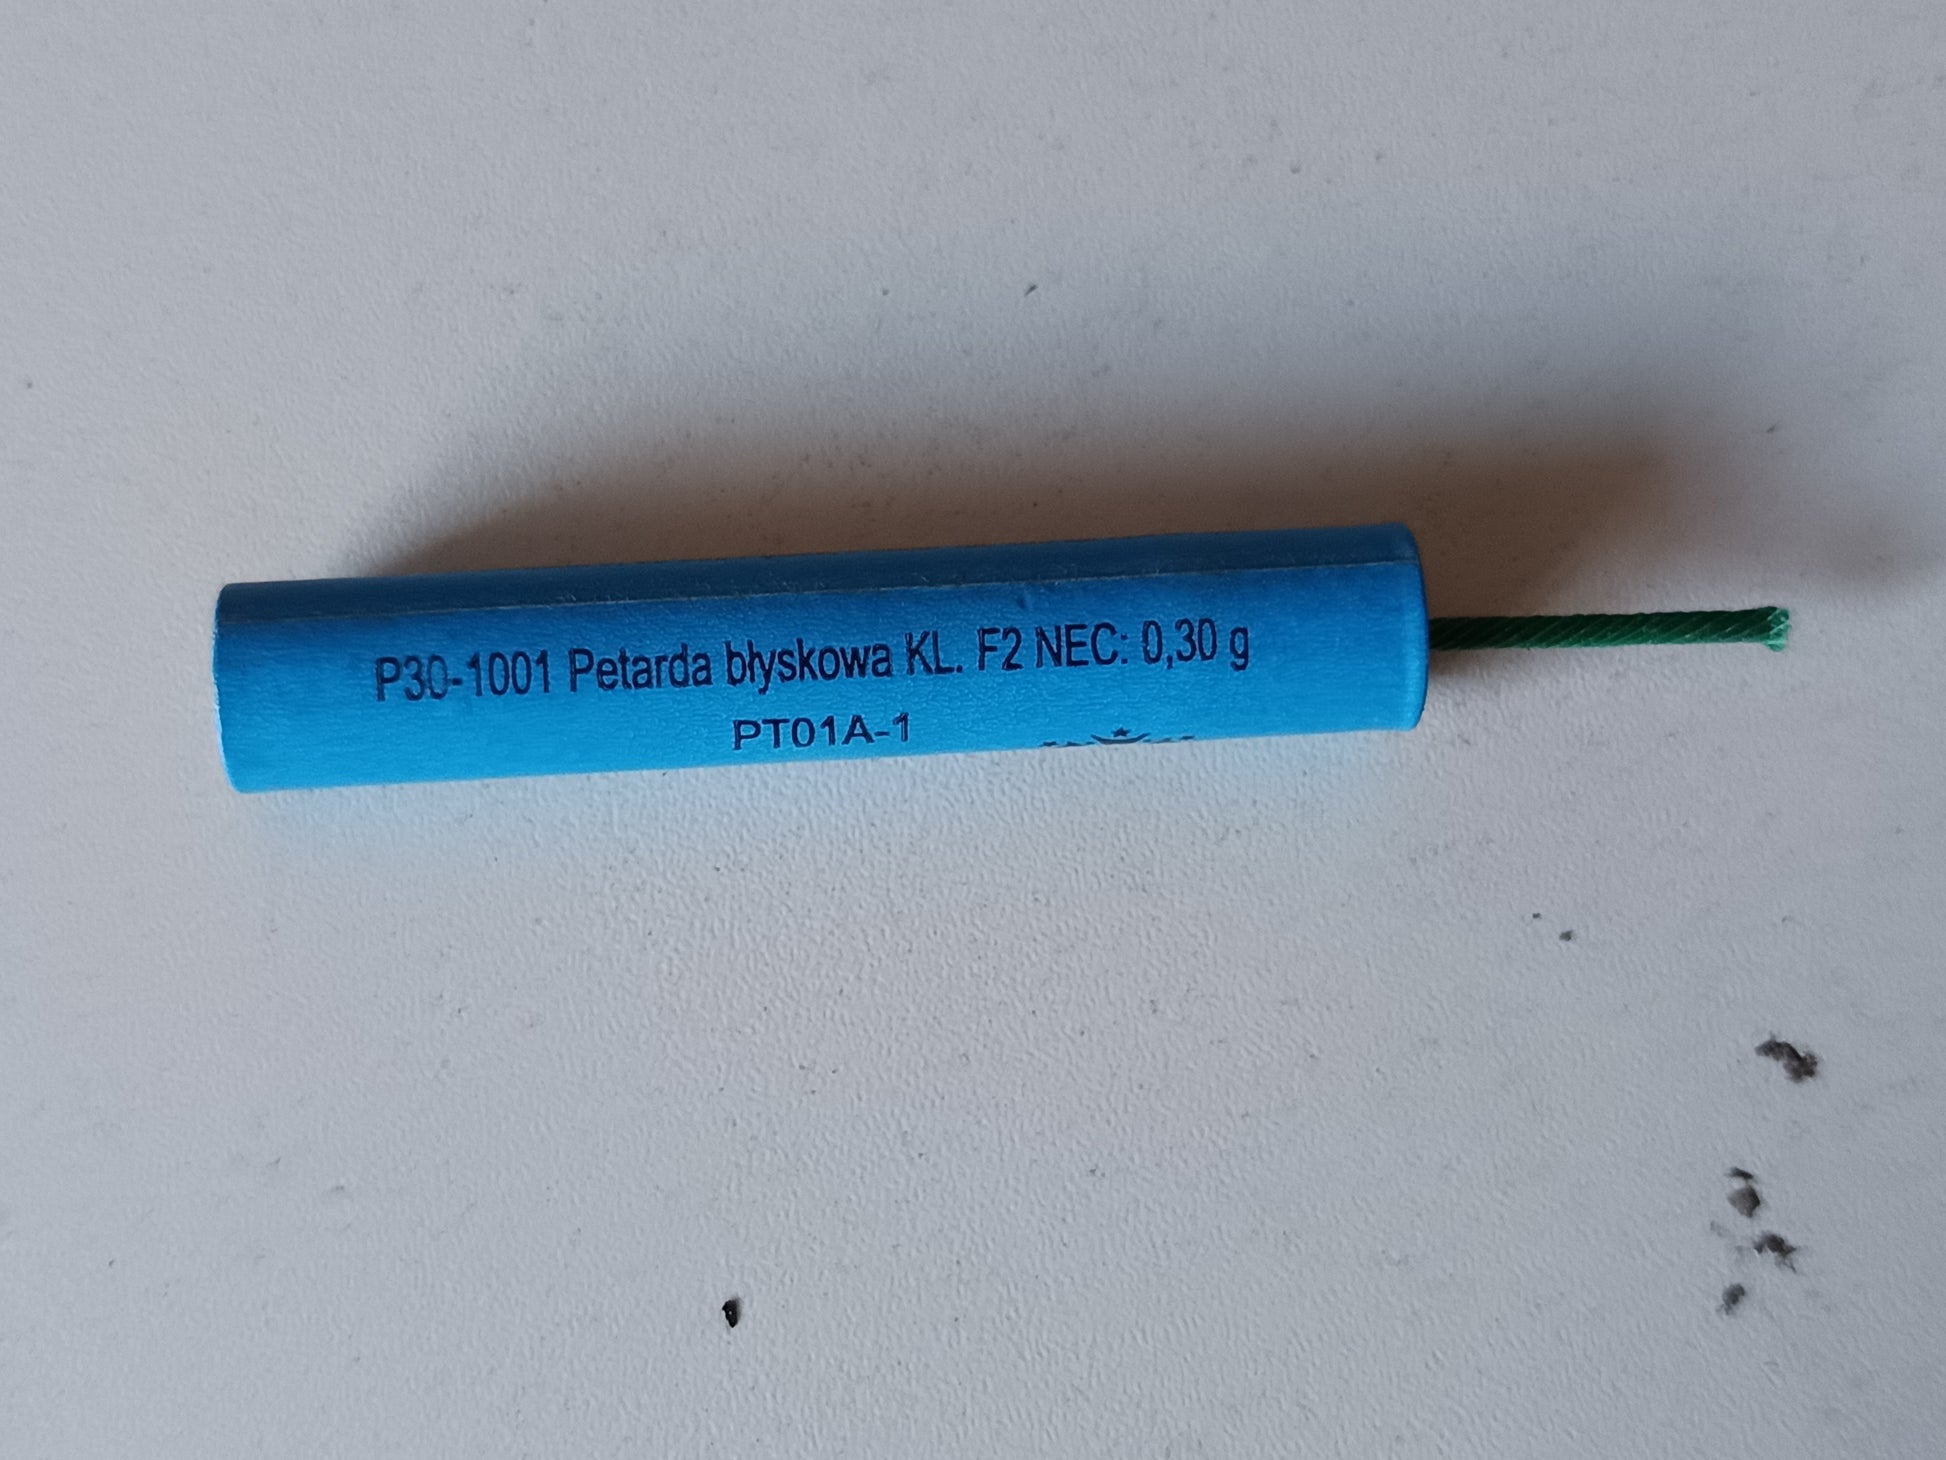 P30-1001 Petarda błyskowa KL. F2 NEC: 0,30 g
PT01A-1